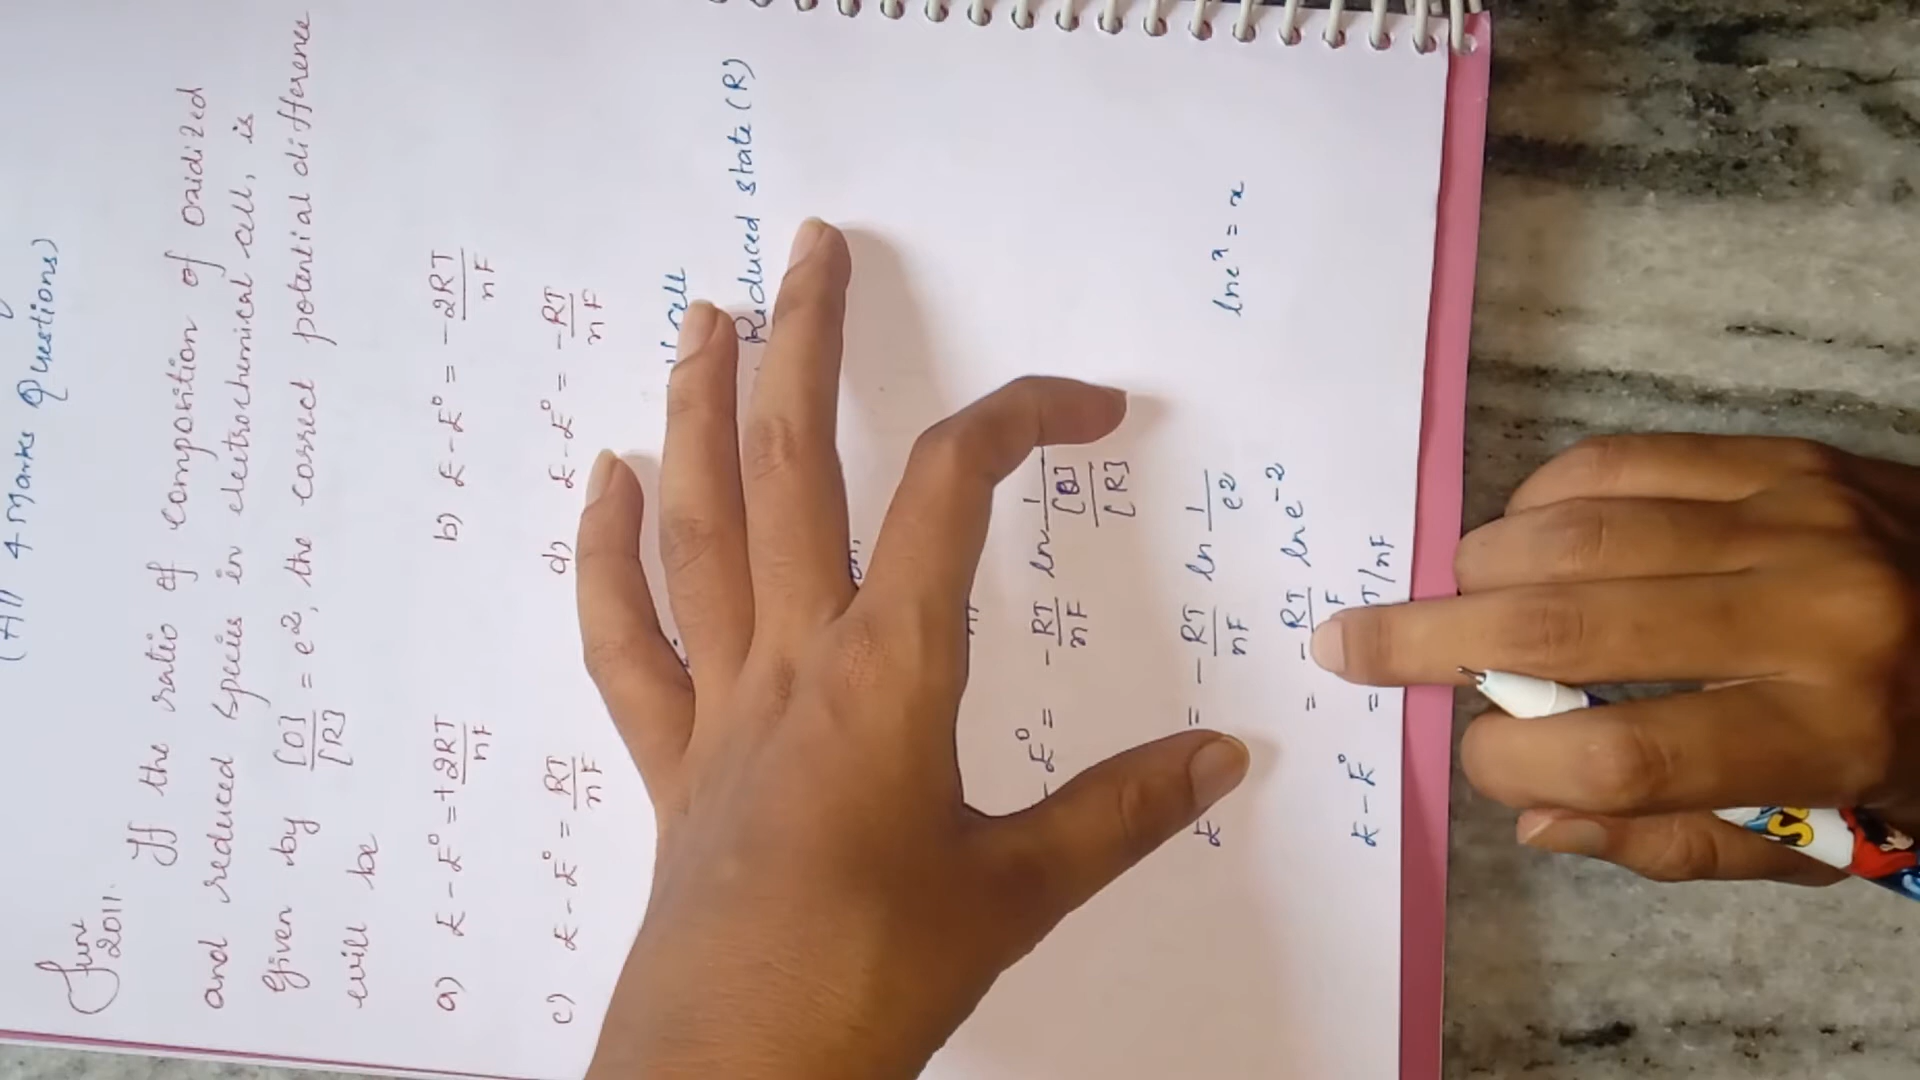 (All 4 Marks Questions)
June 2011.
If the ratio of composition of oxidized
and reduced species in electrochemical cell, is
Given by [O]/[R] = e², the correct potential difference
will be
a) E - E° = +2RT/nF b) E - E° = -2RT/nF
c) E - E° = RT/nF d) E - E° = -RT/nF
cell
Reduced state (R)
- E° = -RT/nF ln 1/[O]/[R]
E = -RT/nF ln 1/e2
ln eˣ = x
= -RT/F ln e⁻²
E - E° = T/nF